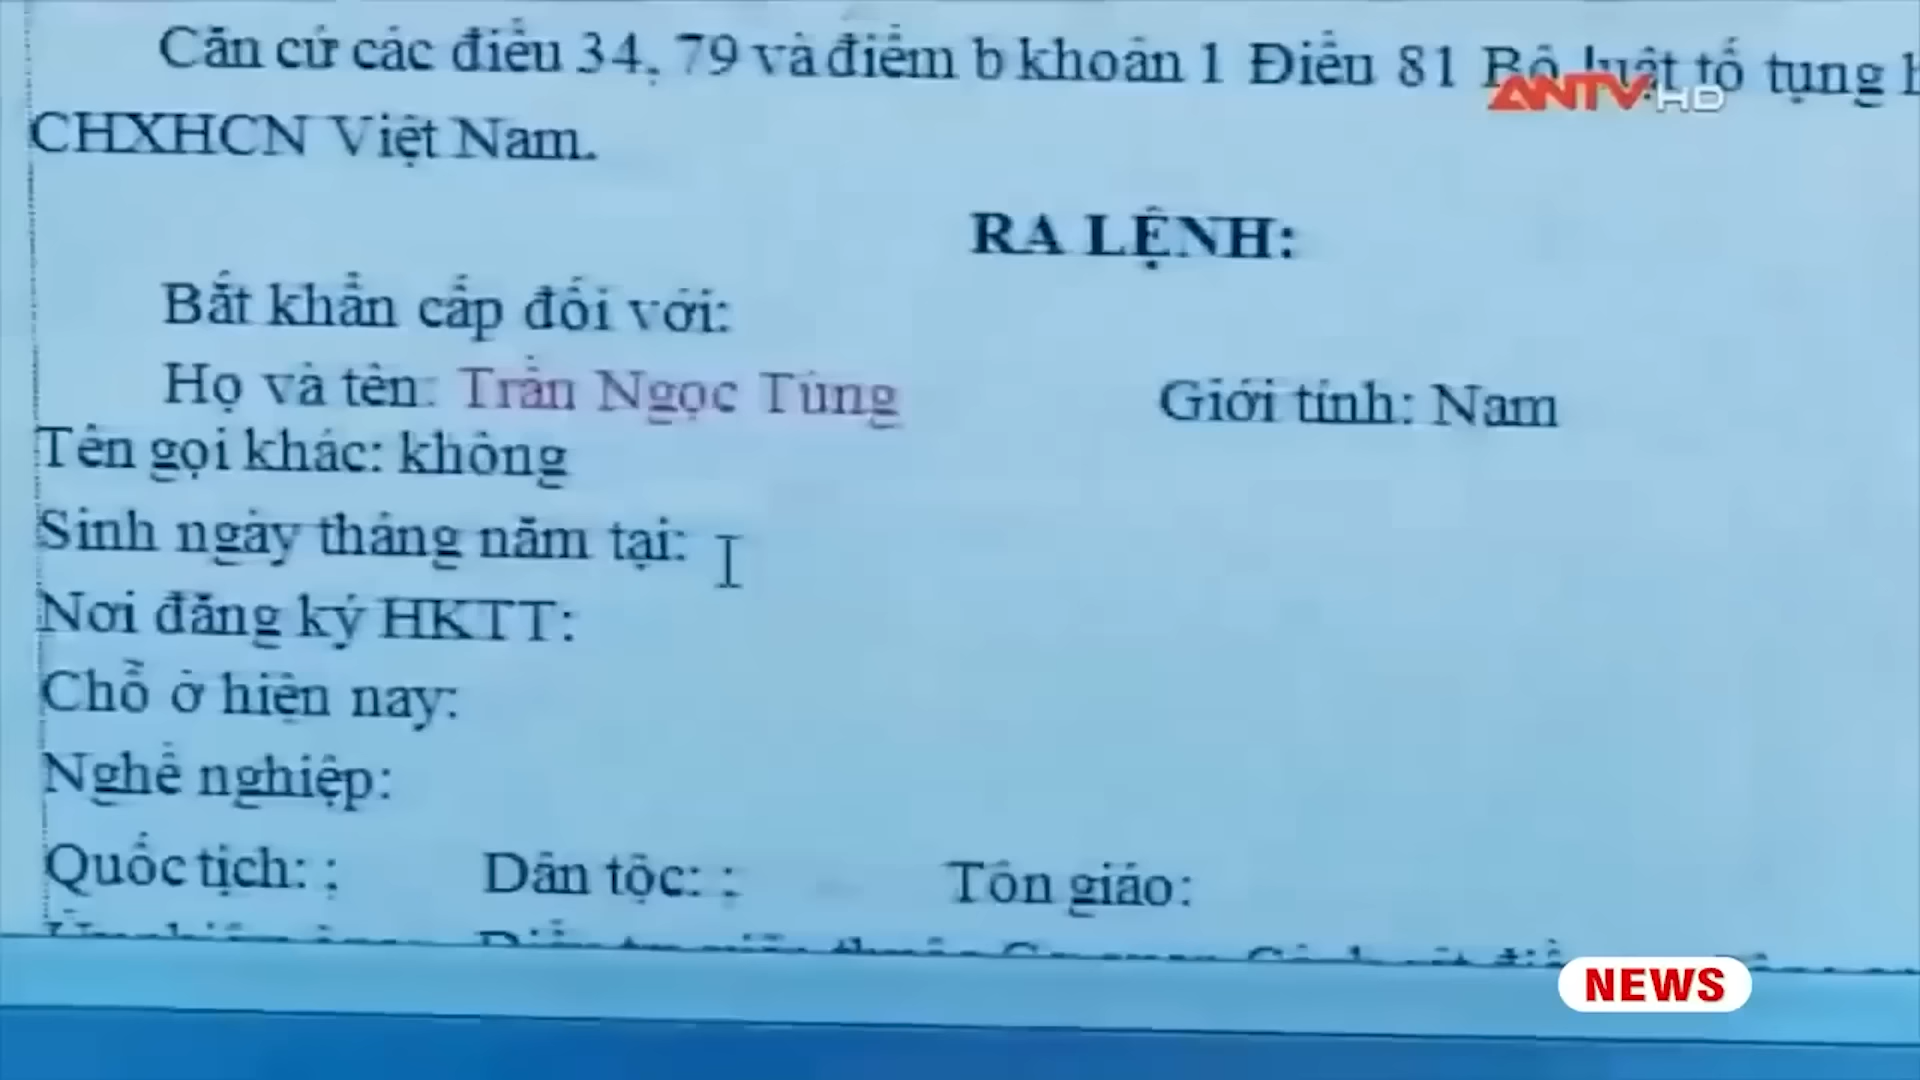 Căn cứ các điều 34, 79 và điểm b khoản 1 Điều 81 Bộ luật tố tụng
ANTV HD
CHXHCN Việt Nam.
RA LỆNH:
Bắt khẩn cấp đối với:
Họ và tên: Trần Ngọc Tùng Giới tính: Nam
Tên gọi khác: không
Sinh ngày tháng năm tại:
Nơi đăng ký HKTT:
Chỗ ở hiện nay:
Nghề nghiệp:
Quốc tịch: : Dân tộc: : Tôn giáo:
NEWS